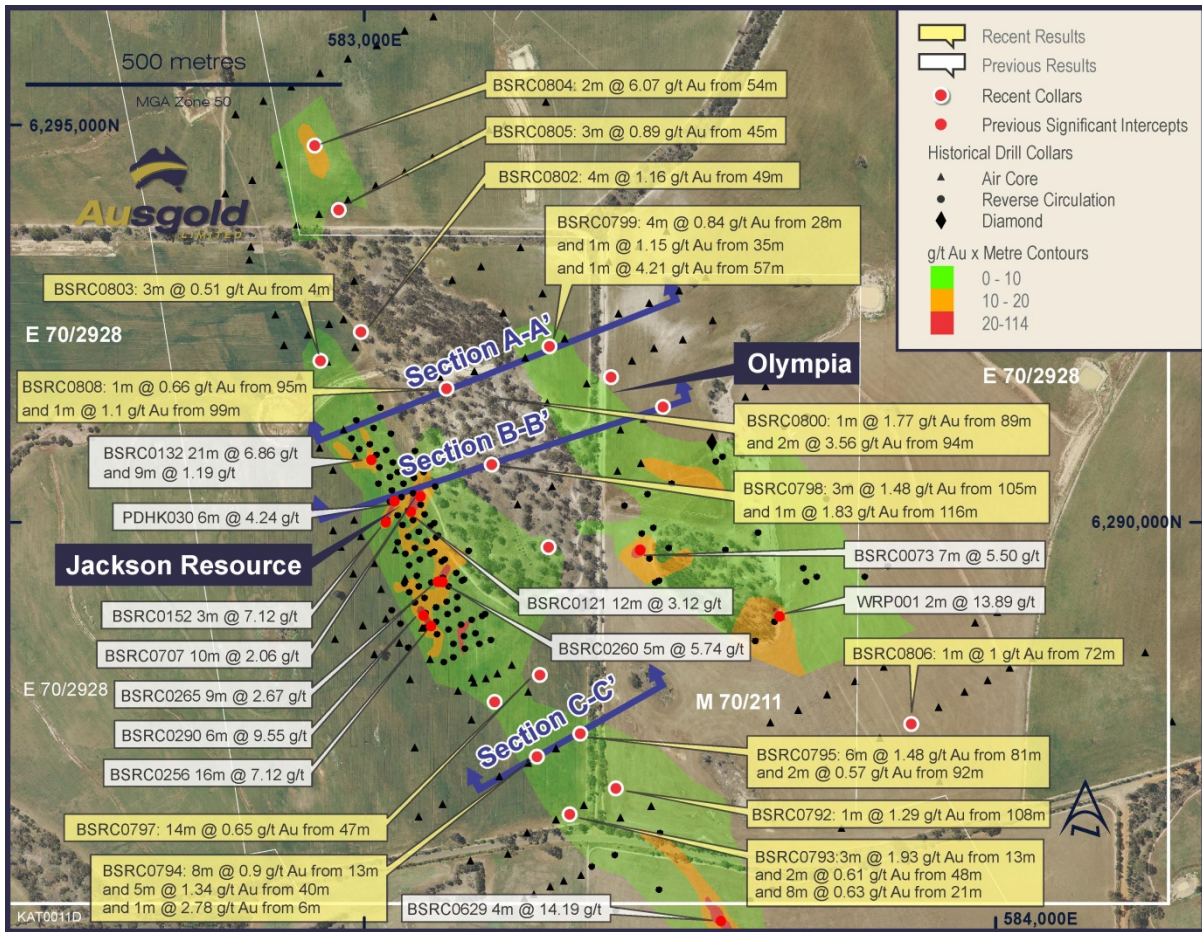 583,000E
500 metres
MGA Zone 50
6,295,000N
Ausgold
LIMITED
Recent Results
Previous Results
Recent Collars
Previous Significant Intercepts
Historical Drill Collars
Air Core
Reverse Circulation
Diamond
g/t Au x Metre Contours
0 - 10
10 - 20
20-114
BSRC0804: 2m @ 6.07 g/t Au from 54m
BSRC0805: 3m @ 0.89 g/t Au from 45m
BSRC0802: 4m @ 1.16 g/t Au from 49m
BSRC0799: 4m @ 0.84 g/t Au from 28m
and 1m @ 1.15 g/t Au from 35m
and 1m @ 4.21 g/t Au from 57m
BSRC0803: 3m @ 0.51 g/t Au from 4m
E 70/2928
Section A-A'
Olympia
E 70/2928
BSRC0808: 1m @ 0.66 g/t Au from 95m
and 1m @ 1.1 g/t Au from 99m
Section B-B'
BSRC0800: 1m @ 1.77 g/t Au from 89m
and 2m @ 3.56 g/t Au from 94m
BSRC0132 21m @ 6.86 g/t
and 9m @ 1.19 g/t
BSRC0798: 3m @ 1.48 g/t Au from 105m
and 1m @ 1.83 g/t Au from 116m
PDHK030 6m @ 4.24 g/t
6,290,000N
Jackson Resource
BSRC0073 7m @ 5.50 g/t
BSRC0152 3m @ 7.12 g/t
BSRC0121 12m @ 3.12 g/t
WRP001 2m @ 13.89 g/t
BSRC0707 10m @ 2.06 g/t
BSRC0260 5m @ 5.74 g/t
BSRC0806: 1m @ 1 g/t Au from 72m
E 70/2928
BSRC0265 9m @ 2.67 g/t
M 70/211
BSRC0290 6m @ 9.55 g/t
Section C-C'
BSRC0256 16m @ 7.12 g/t
BSRC0795: 6m @ 1.48 g/t Au from 81m
and 2m @ 0.57 g/t Au from 92m
BSRC0797: 14m @ 0.65 g/t Au from 47m
BSRC0792: 1m @ 1.29 g/t Au from 108m
BSRC0794: 8m @ 0.9 g/t Au from 13m
and 5m @ 1.34 g/t Au from 40m
and 1m @ 2.78 g/t Au from 6m
BSRC0793:3m @ 1.93 g/t Au from 13m
and 2m @ 0.61 g/t Au from 48m
and 8m @ 0.63 g/t Au from 21m
BSRC0629 4m @ 14.19 g/t
KAT0011D
584,000E
Z